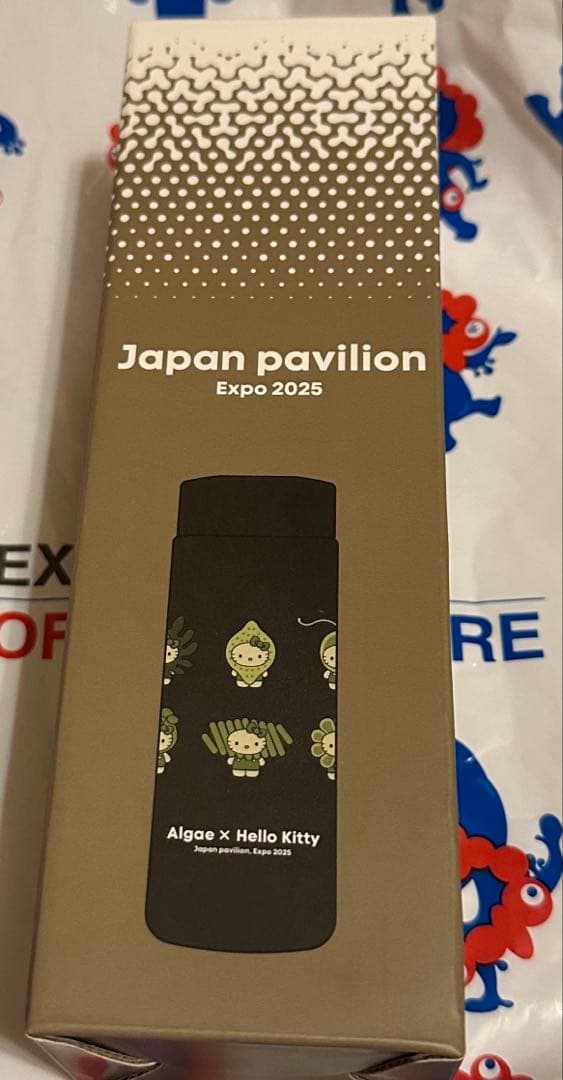 Japan pavilion
Expo 2025
EX
OF
RE
Algae × Hello Kitty
Japan pavilion, Expo 2025